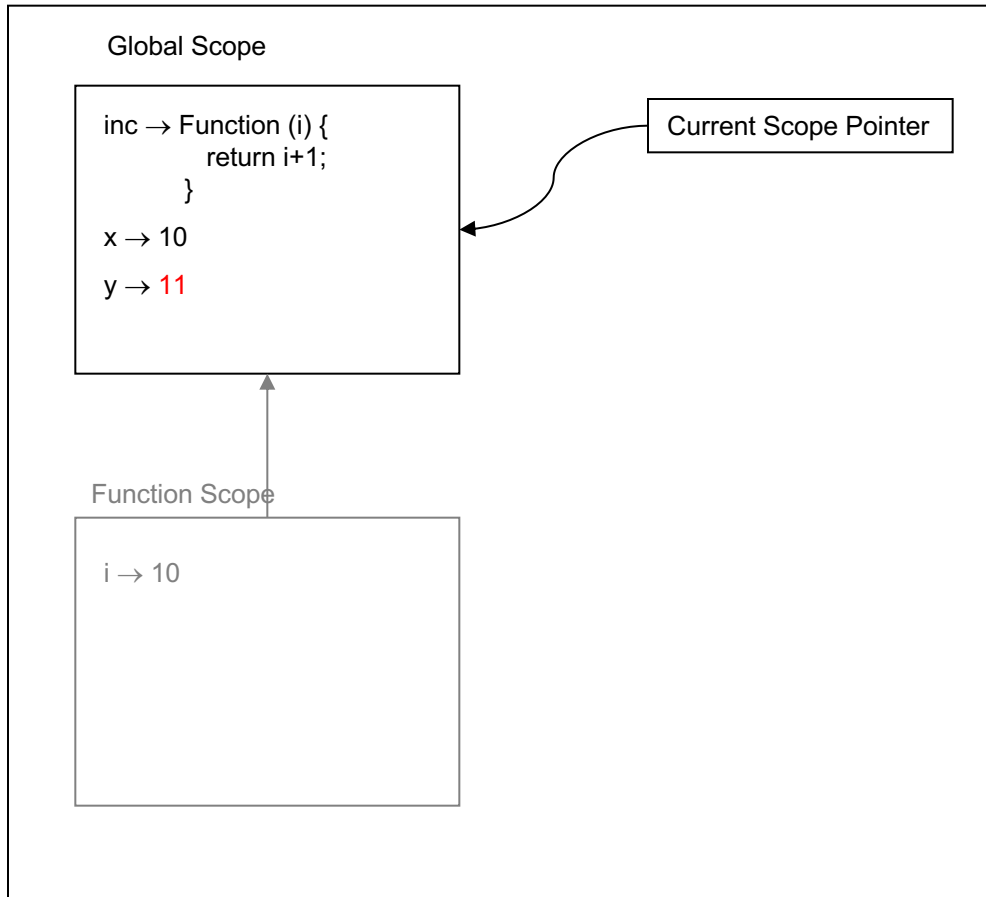 Global Scope
inc → Function (i) {
return i+1;
}
x → 10
y → 11
Current Scope Pointer
Function Scope
i → 10